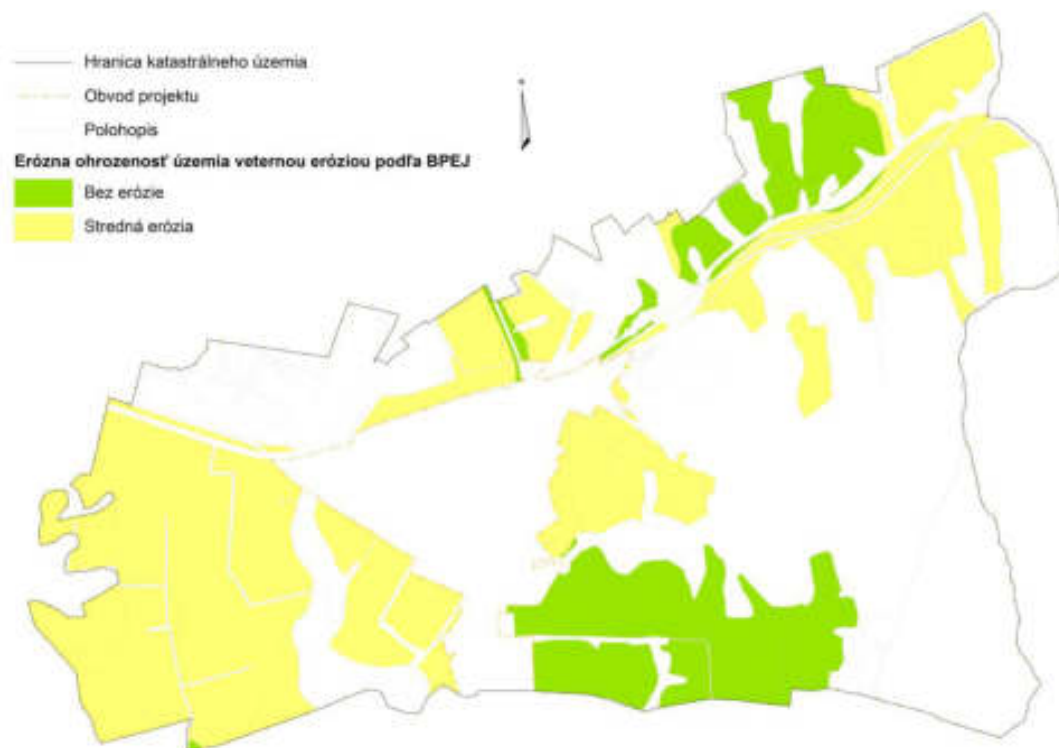 Hranica katastrálneho územia
Obvod projektu
Polohopis
Erózna ohrozenosť územia veternou eróziou podľa BPEJ
Bez erózie
Stredná erózia